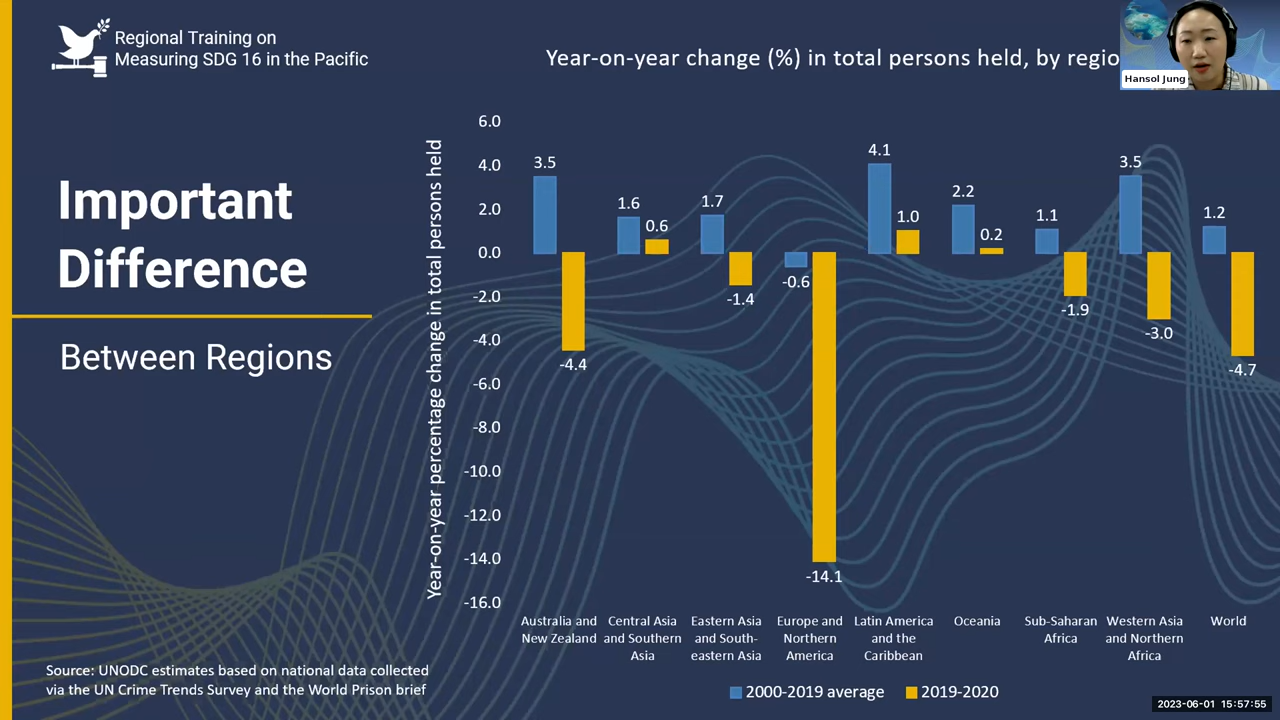 Regional Training on
Measuring SDG 16 in the Pacific
Year-on-year change (%) in total persons held, by regio
Hansol Jung
Important
Difference
Between Regions
Year-on-year percentage change in total persons held
6.0
4.0
2.0
0.0
-2.0
-4.0
-6.0
-8.0
-10.0
-12.0
-14.0
-16.0
3.5
-4.4
1.6
0.6
1.7
-1.4
-0.6
-14.1
4.1
1.0
2.2
0.2
1.1
-1.9
3.5
-3.0
1.2
-4.7
Australia and
New Zealand
Central Asia
and Southern
Asia
Eastern Asia
and South-
eastern Asia
Europe and
Northern
America
Latin America
and the
Caribbean
Oceania
Sub-Saharan
Africa
Western Asia
and Northern
Africa
World
2000-2019 average
2019-2020
Source: UNODC estimates based on national data collected
via the UN Crime Trends Survey and the World Prison brief
2023-06-01 15:57:55